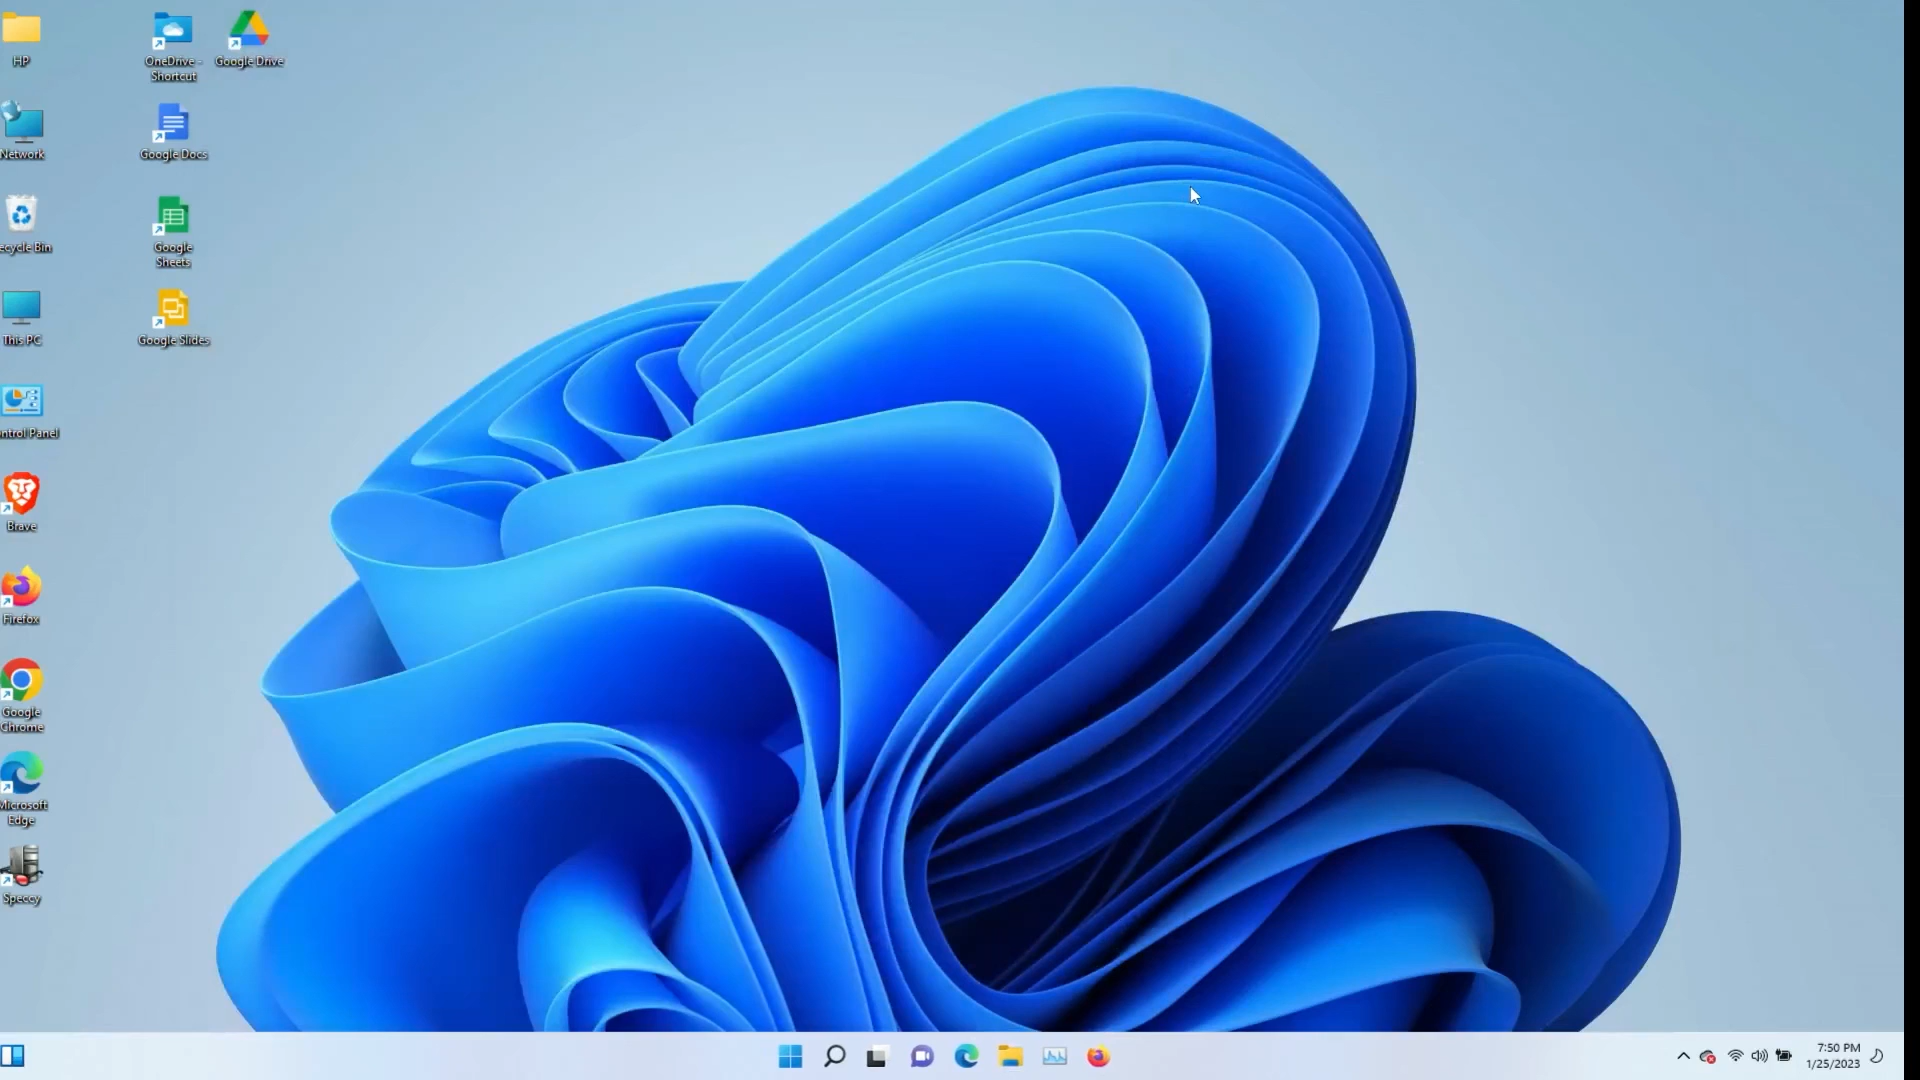 HP
OneDrive -
Shortcut
Google Drive
Network
Google Docs
ecycle Bin
Google
Sheets
This PC
Google Slides
ntrol Panel
Brave
Firefox
Google
Chrome
Microsoft
Edge
Speccy
7:50 PM
1/25/2023